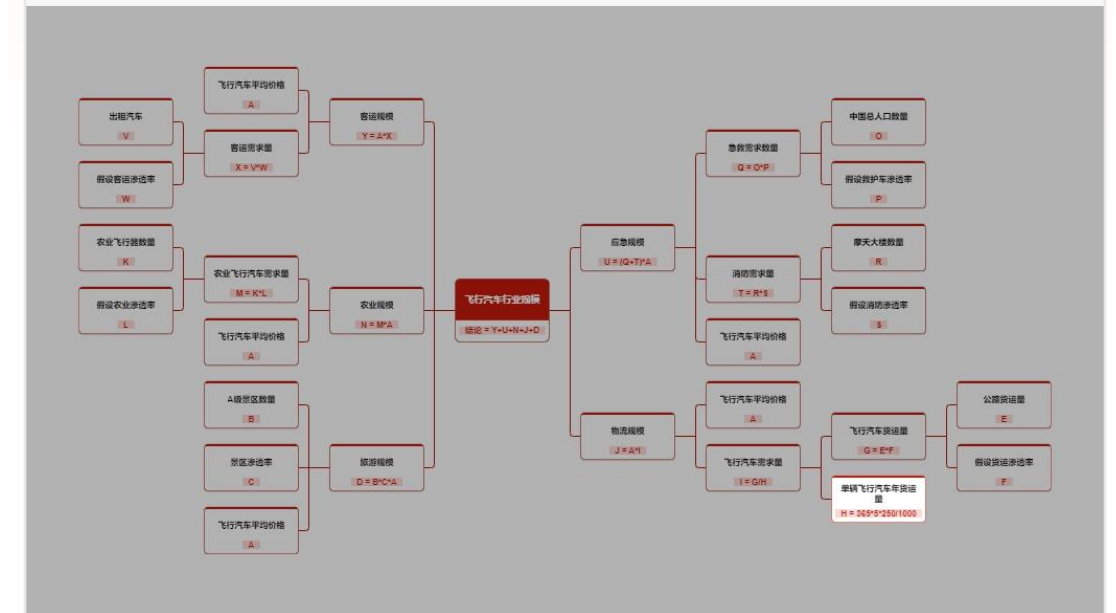 飞行汽车平均价格
A
出租汽车
V
客运规模
Y = A*X
客运需求量
X = V*W
假设客运渗透率
W
农业飞行器数量
K
农业飞行汽车需求量
M = K*L
假设农业渗透率
L
农业规模
N = M*A
飞行汽车平均价格
A
A级景区数量
B
景区渗透率
C
旅游规模
D = B*C*A
飞行汽车平均价格
A
飞行汽车行业规模
结论 = Y+U+N+J+D
应急规模
U = (Q+T)*A
急救需求数量
Q = O*P
中国总人口数量
O
假设救护车渗透率
P
消防需求量
T = R*S
摩天大楼数量
R
假设消防渗透率
S
飞行汽车平均价格
A
物流规模
J = A*I
飞行汽车平均价格
A
飞行汽车需求量
I = G/H
飞行汽车货运量
G = E*F
公路货运量
E
假设货运渗透率
F
单辆飞行汽车年货运
量
H = 365*5*250/1000